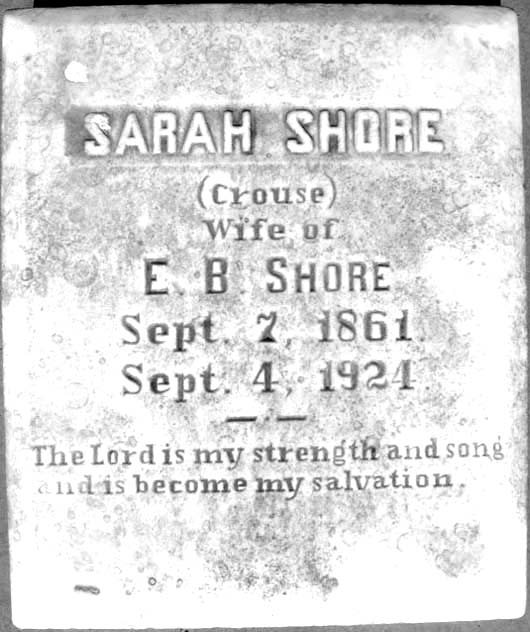 SARAH SHORE
(Crouse)
Wife of
E. B. SHORE
Sept. 7, 1861.
Sept. 4, 1924.
The Lord is my strength and song
and is become my salvation.